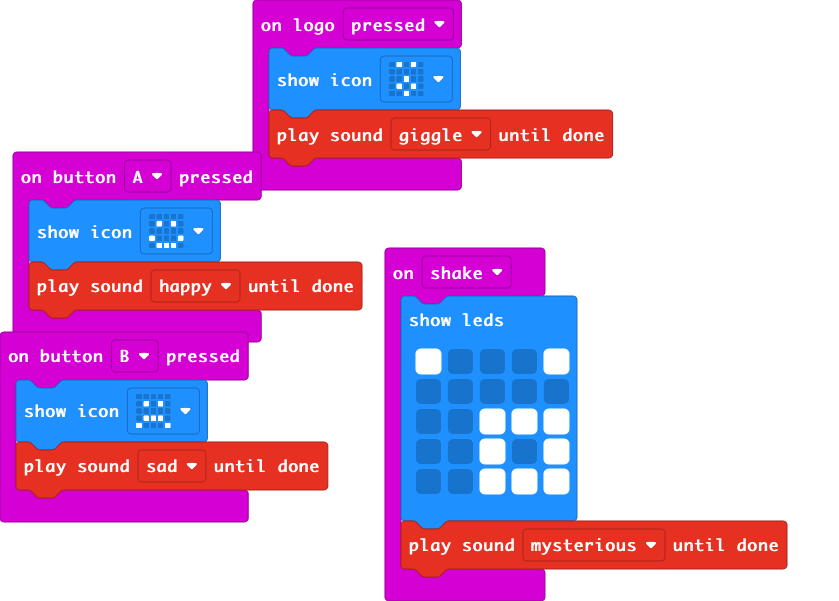 on logo pressed
show icon
play sound giggle until done
on button A pressed
show icon
play sound happy until done
on button B pressed
show icon
play sound sad until done
on shake
show leds
play sound mysterious until done